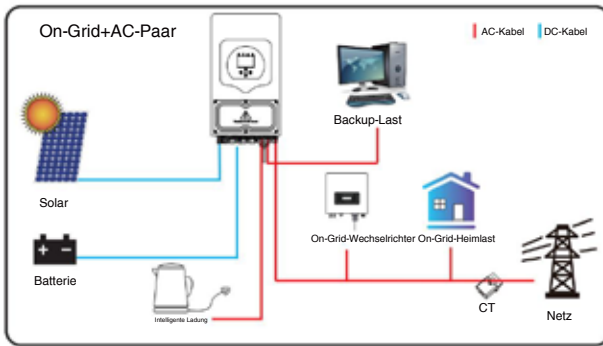 On-Grid+AC-Paar
AC-Kabel
DC-Kabel
Backup-Last
Solar
On-Grid-Wechselrichter
On-Grid-Heimlast
Batterie
Intelligente Ladung
CT
Netz